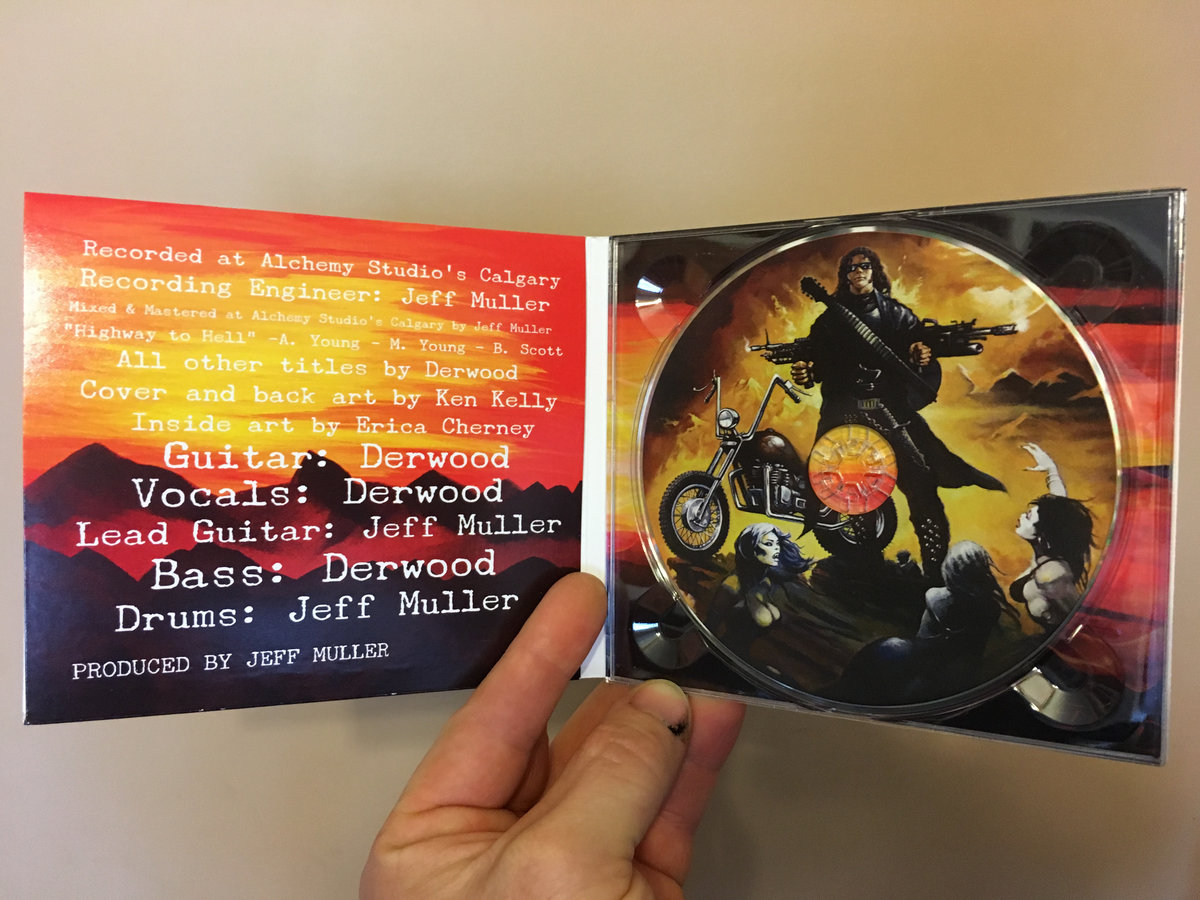 Recorded at Alchemy Studio's Calgary
Recording Engineer: Jeff Muller
Mixed & Mastered at Alchemy Studio's Calgary by Jeff Muller
"Highway to Hell" -A. Young - M. Young - B. Scott
All other titles by Derwood
Cover and back art by Ken Kelly
Inside art by Erica Cherney
Guitar: Derwood
Vocals: Derwood
Lead Guitar: Jeff Muller
Bass: Derwood
Drums: Jeff Muller
PRODUCED BY JEFF MULLER